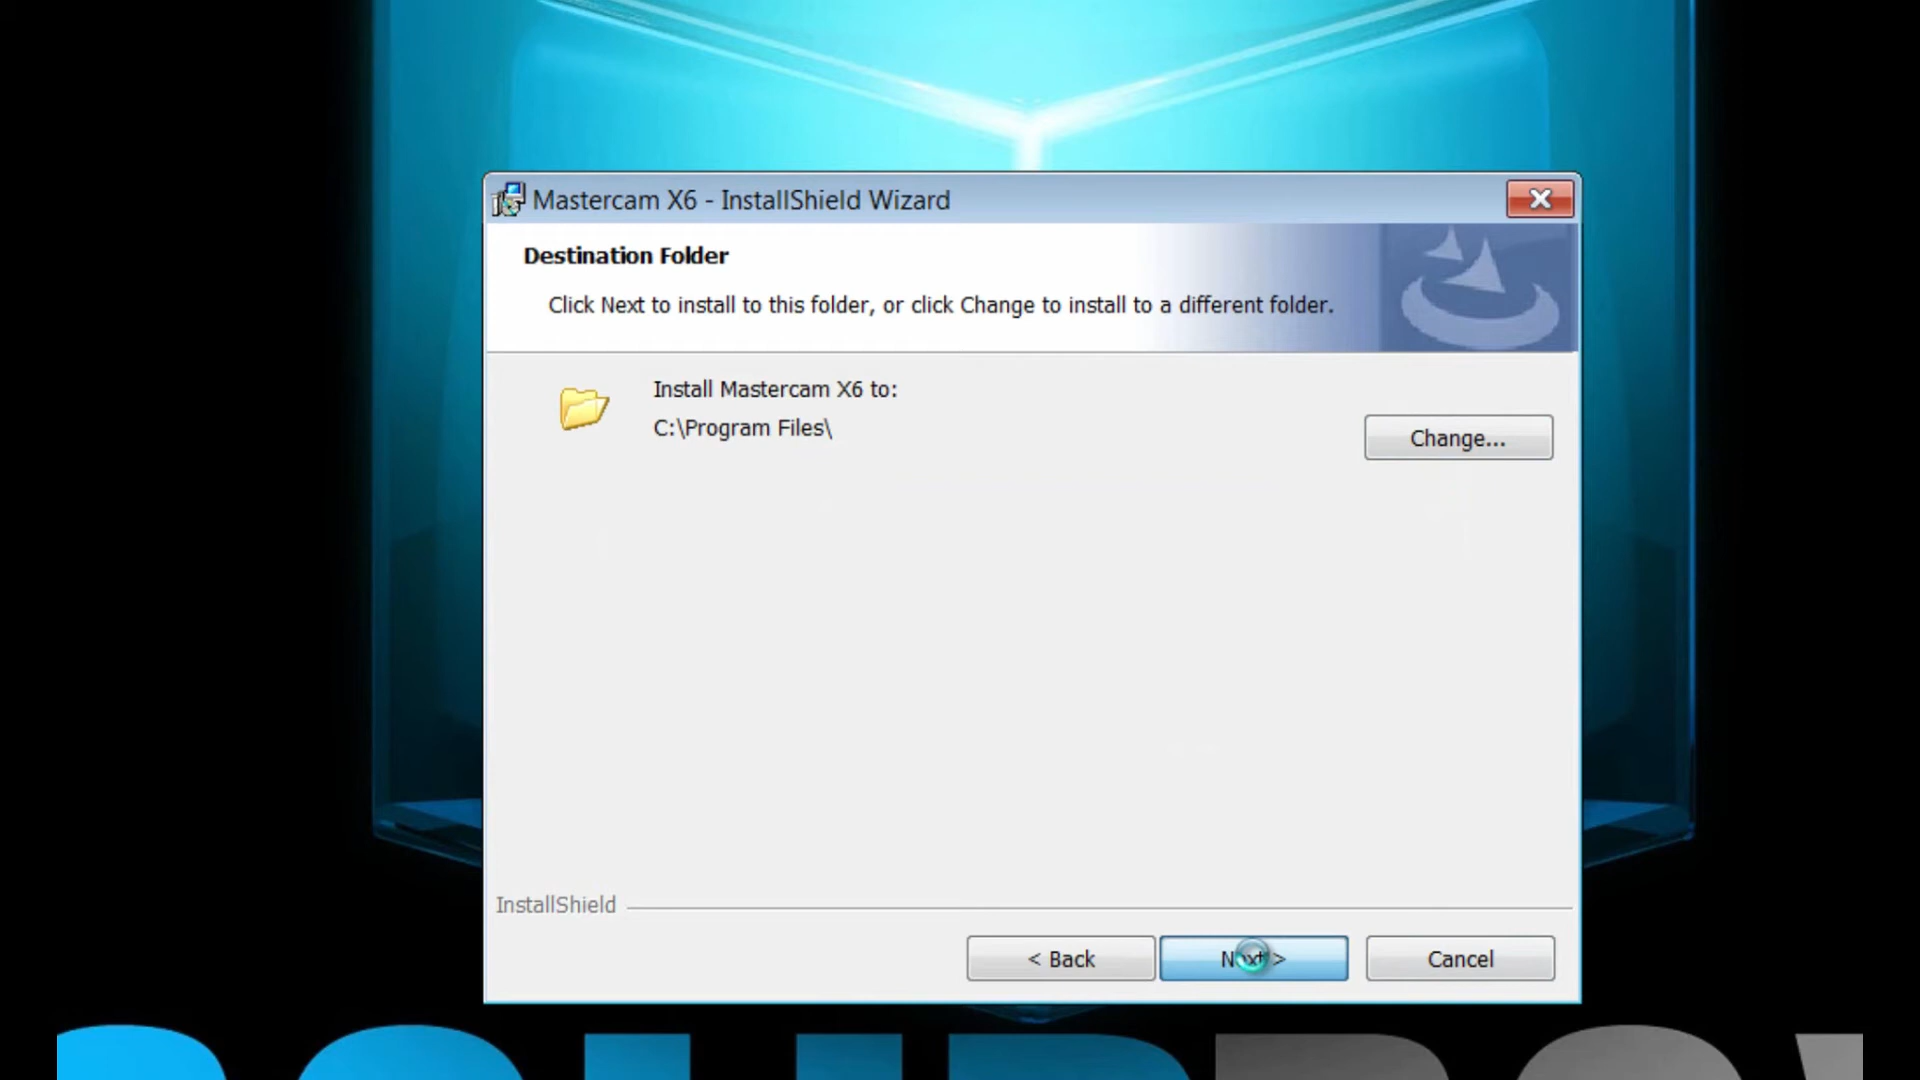 Mastercam X6 - InstallShield Wizard
Destination Folder
Click Next to install to this folder, or click Change to install to a different folder.
Install Mastercam X6 to:
C:\Program Files\
Change...
InstallShield
< Back
Next >
Cancel